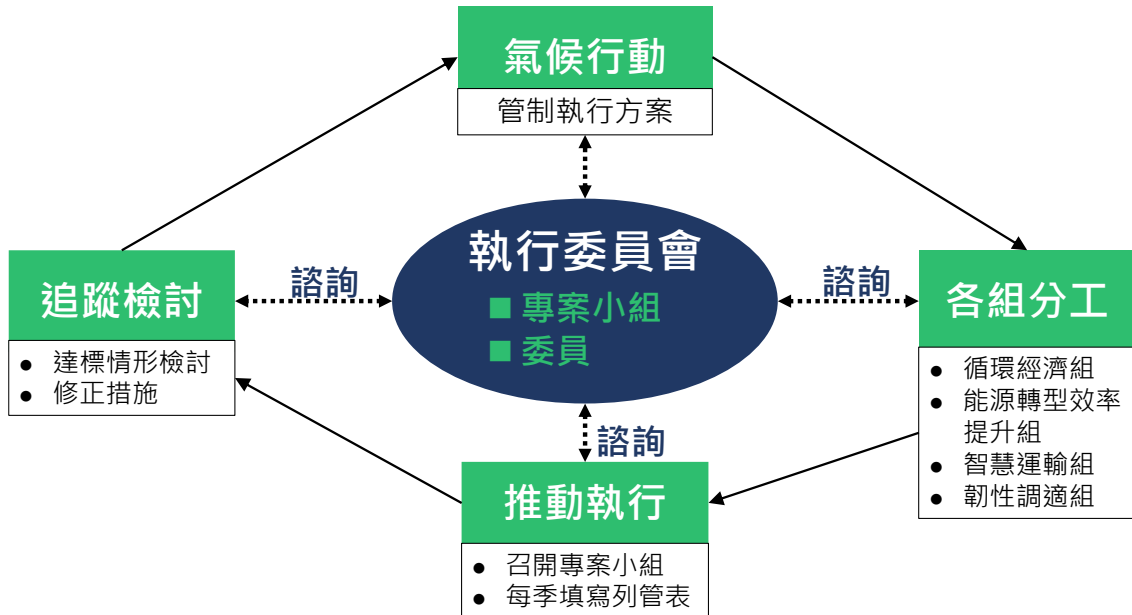 氣候行動
管制執行方案
執行委員會
■ 專案小組
■ 委員
諮詢
諮詢
諮詢
追蹤檢討
● 達標情形檢討
● 修正措施
各組分工
● 循環經濟組
● 能源轉型效率
提升組
● 智慧運輸組
● 韌性調適組
推動執行
● 召開專案小組
● 每季填寫列管表